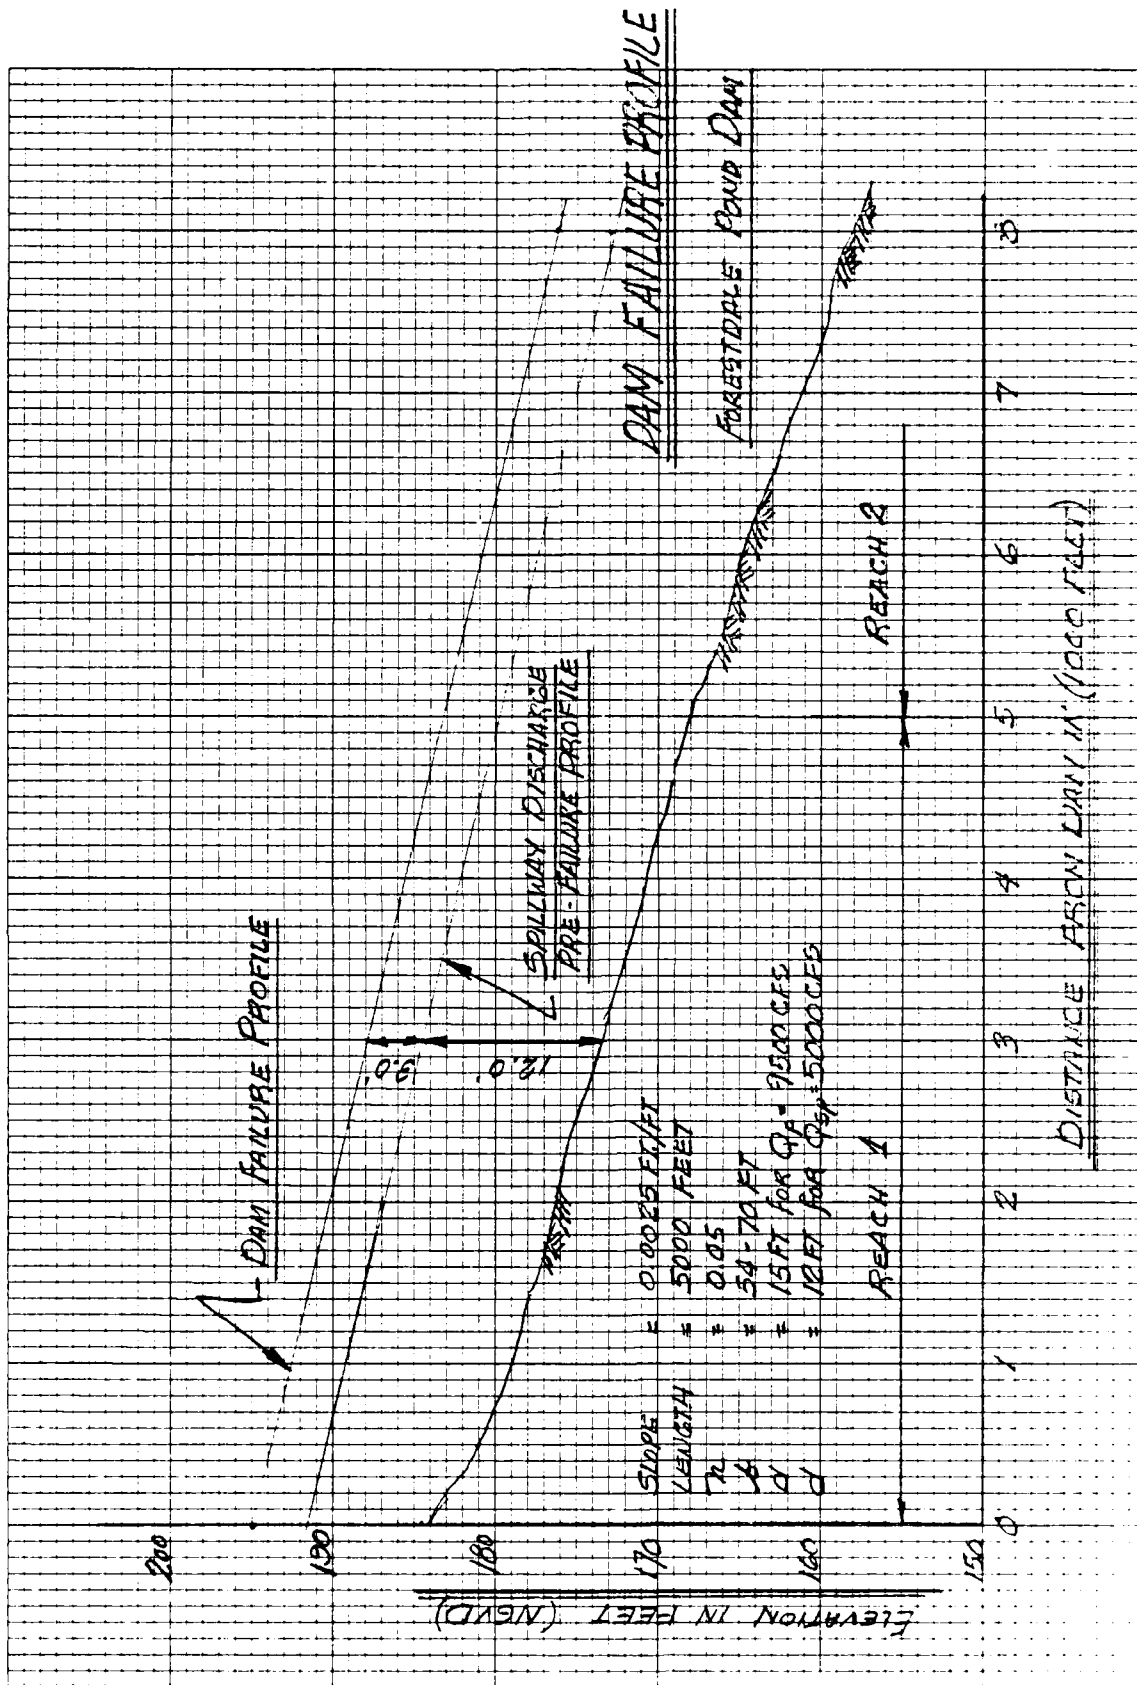 DAM FAILURE PROFILE
FORESTDALE POND DAM
DAM FAILURE PROFILE
SPILLWAY DISCHARGE
PRE-FAILURE PROFILE
3.0'
12.0'
SLOPE = 0.0025 FT/FT
LENGTH = 5000 FEET
n = 0.05
b = 54-70 FT
d = 15 FT FOR QF = 9500 CFS
d = 12 FT FOR QSP = 5000 CFS
REACH 1
REACH 2
ELEVATION IN FEET (NGVD)
200
190
180
170
160
150
0 1 2 3 4 5 6 7 8
DISTANCE FROM DAM IN (1000 FEET)